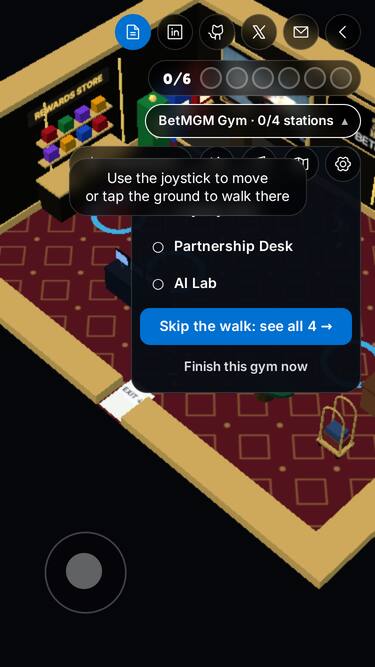 0/6
BetMGM Gym · 0/4 stations ▲
REWARDS STORE
Use the joystick to move
or tap the ground to walk there
Partnership Desk
AI Lab
Skip the walk: see all 4 →
Finish this gym now
EXIT